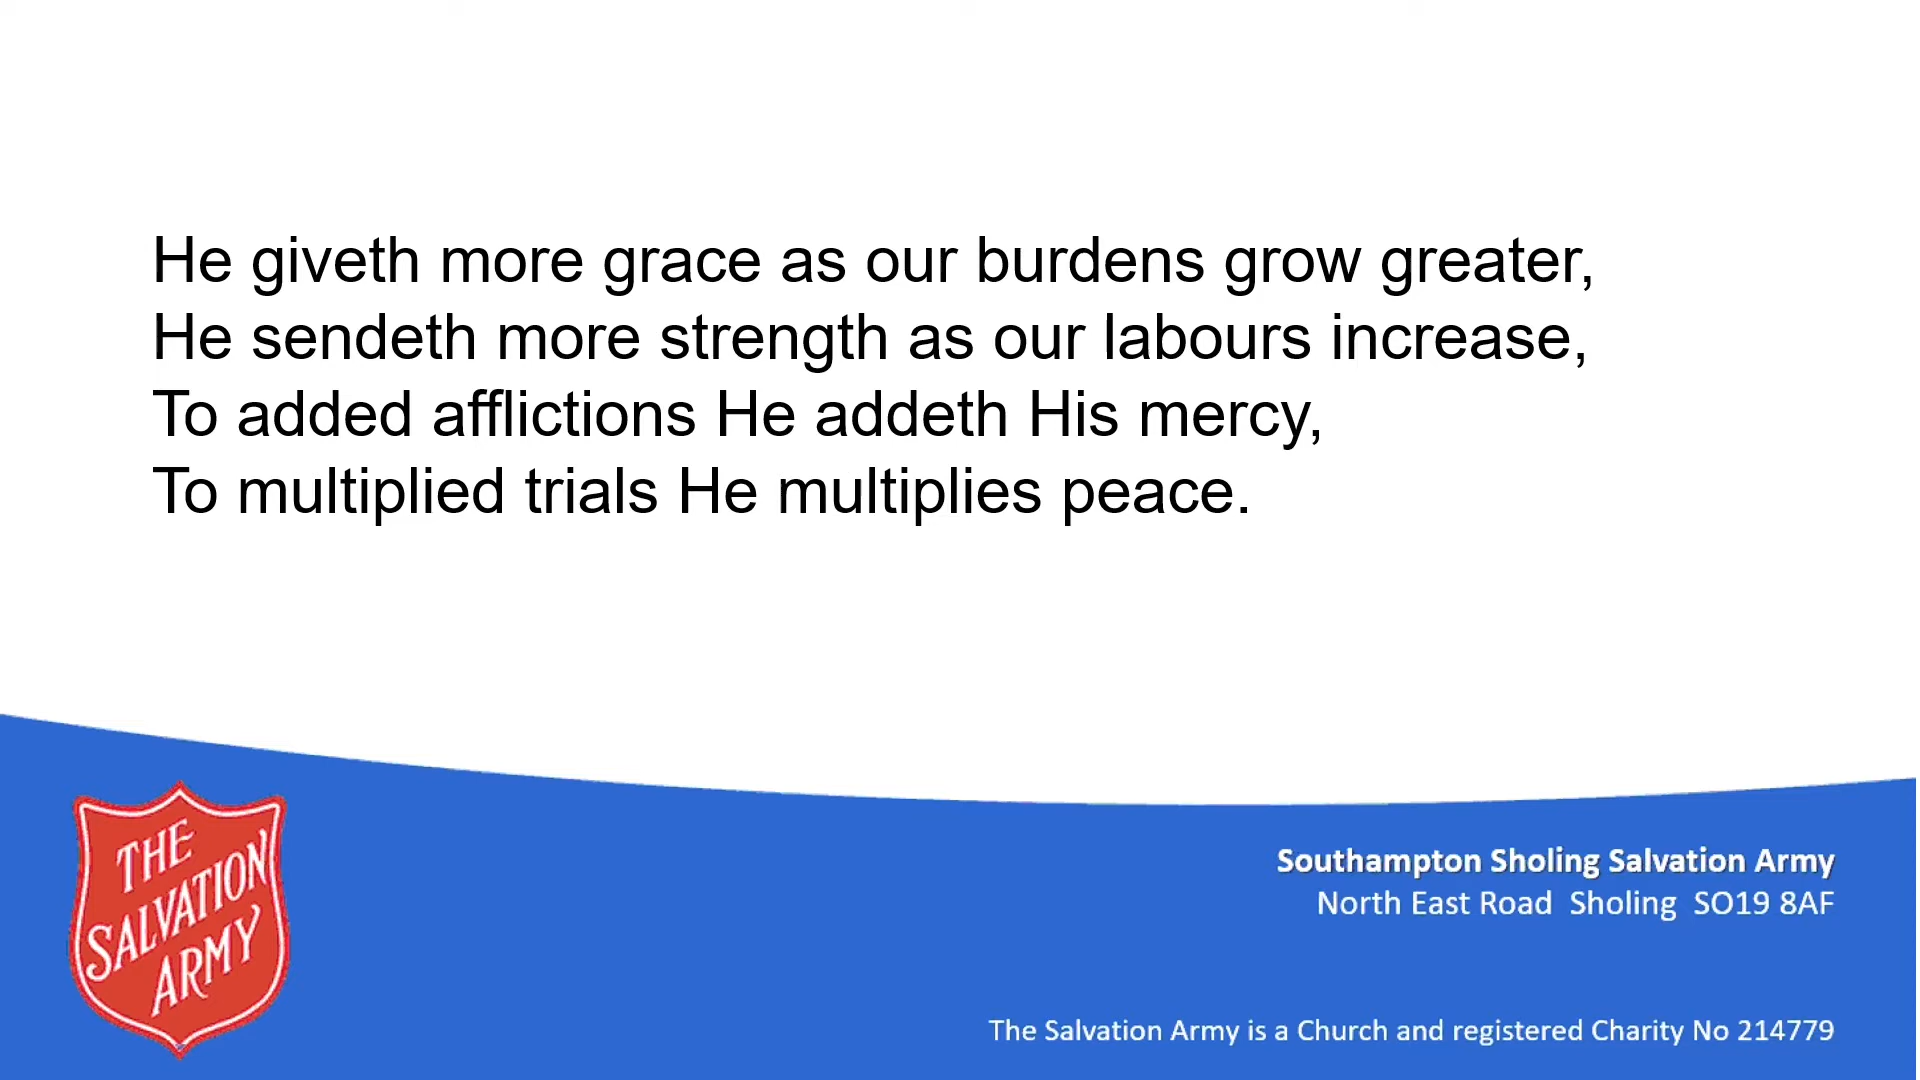 He giveth more grace as our burdens grow greater,
He sendeth more strength as our labours increase,
To added afflictions He addeth His mercy,
To multiplied trials He multiplies peace.
THE
SALVATION
ARMY
Southampton Sholing Salvation Army
North East Road Sholing SO19 8AF
The Salvation Army is a Church and registered Charity No 214779